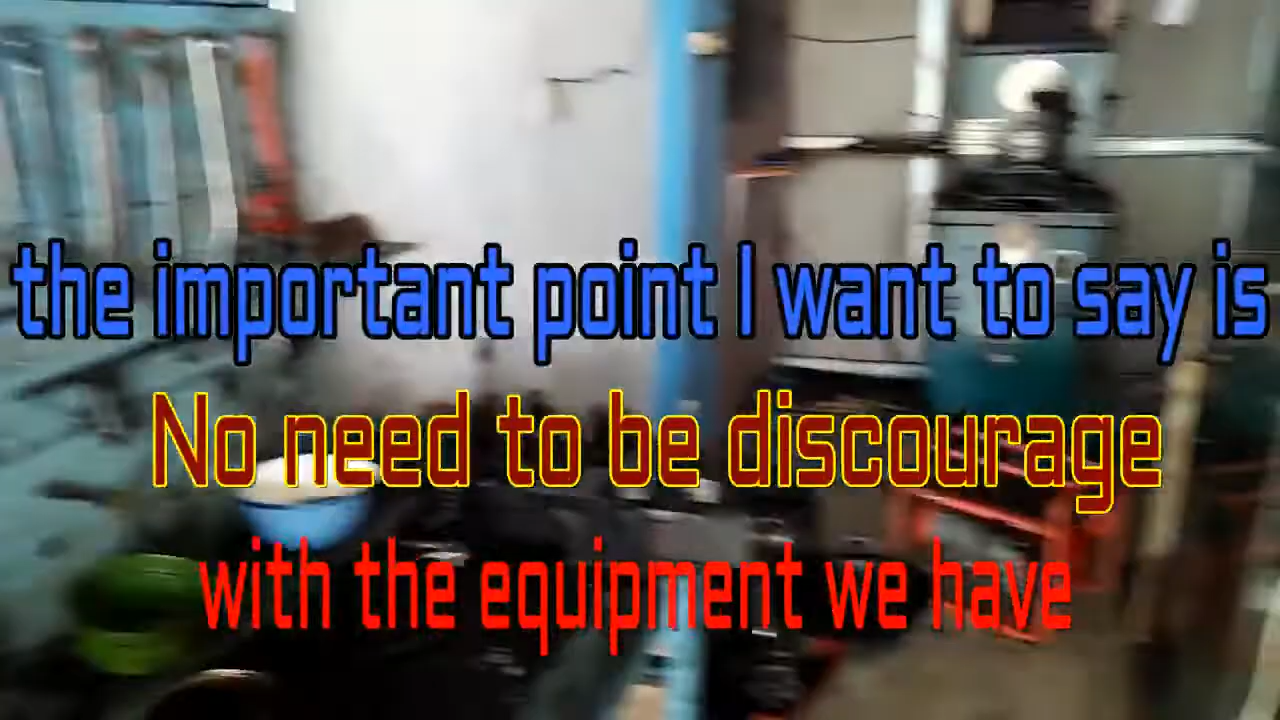 the important point I want to say is
No need to be discourage
with the equipment we have